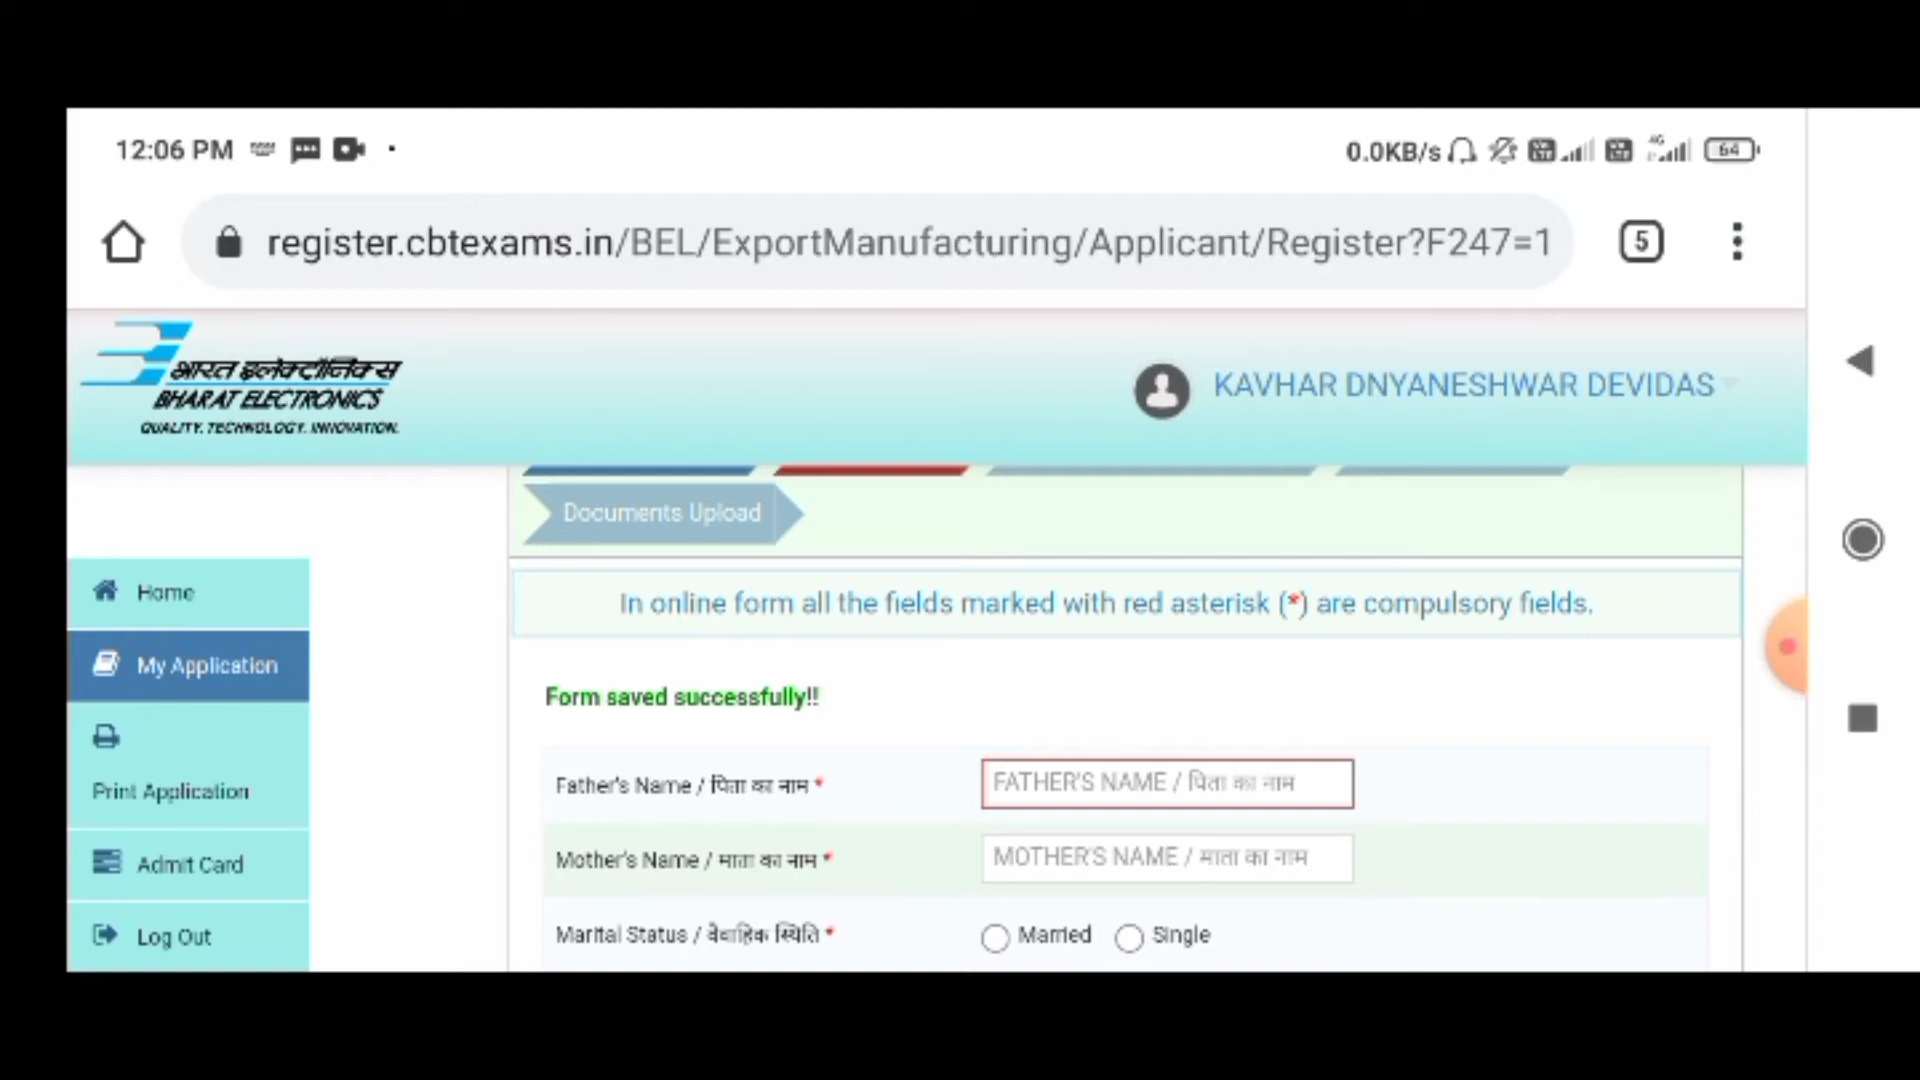 12:06 PM
0.0KB/s 4G 64
register.cbtexams.in/BEL/ExportManufacturing/Applicant/Register?F247=1
5
भारत इलेक्ट्रॉनिक्स
BHARAT ELECTRONICS
QUALITY. TECHNOLOGY. INNOVATION.
KAVHAR DNYANESHWAR DEVIDAS
Documents Upload
Home
My Application
Print Application
Admit Card
Log Out
In online form all the fields marked with red asterisk (*) are compulsory fields.
Form saved successfully!!
Father's Name / पिता का नाम *
FATHER'S NAME / पिता का नाम
Mother's Name / माता का नाम *
MOTHER'S NAME / माता का नाम
Marital Status / वैवाहिक स्थिति *
Married Single